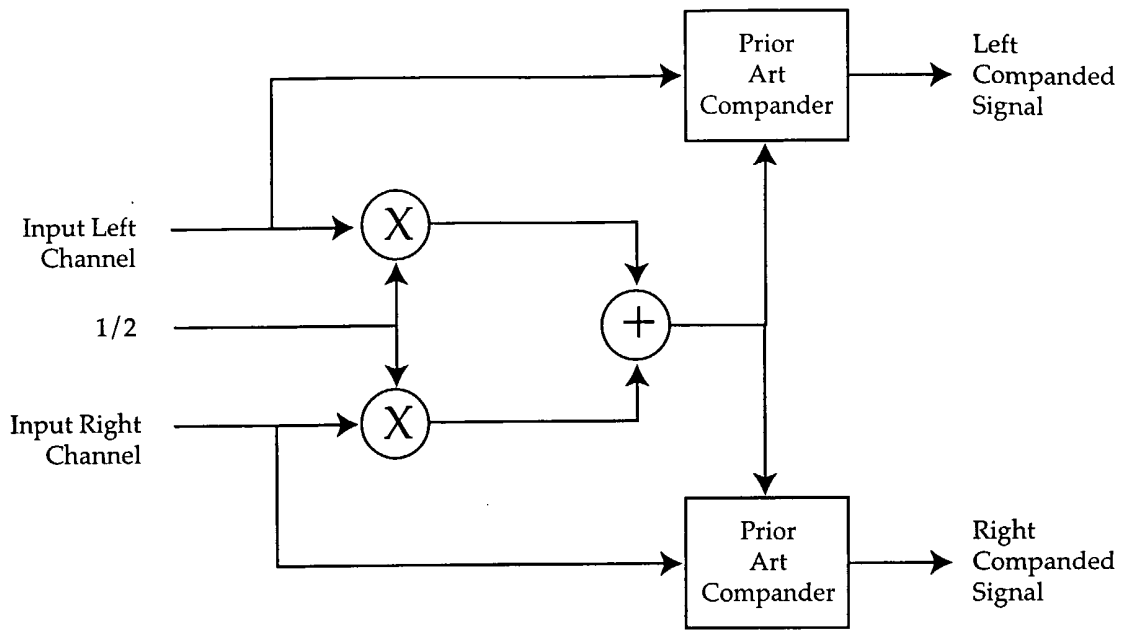 Prior
Art
Compander
Left
Companded
Signal
Input Left
Channel
X
1/2
+
Input Right
Channel
X
Prior
Art
Compander
Right
Companded
Signal